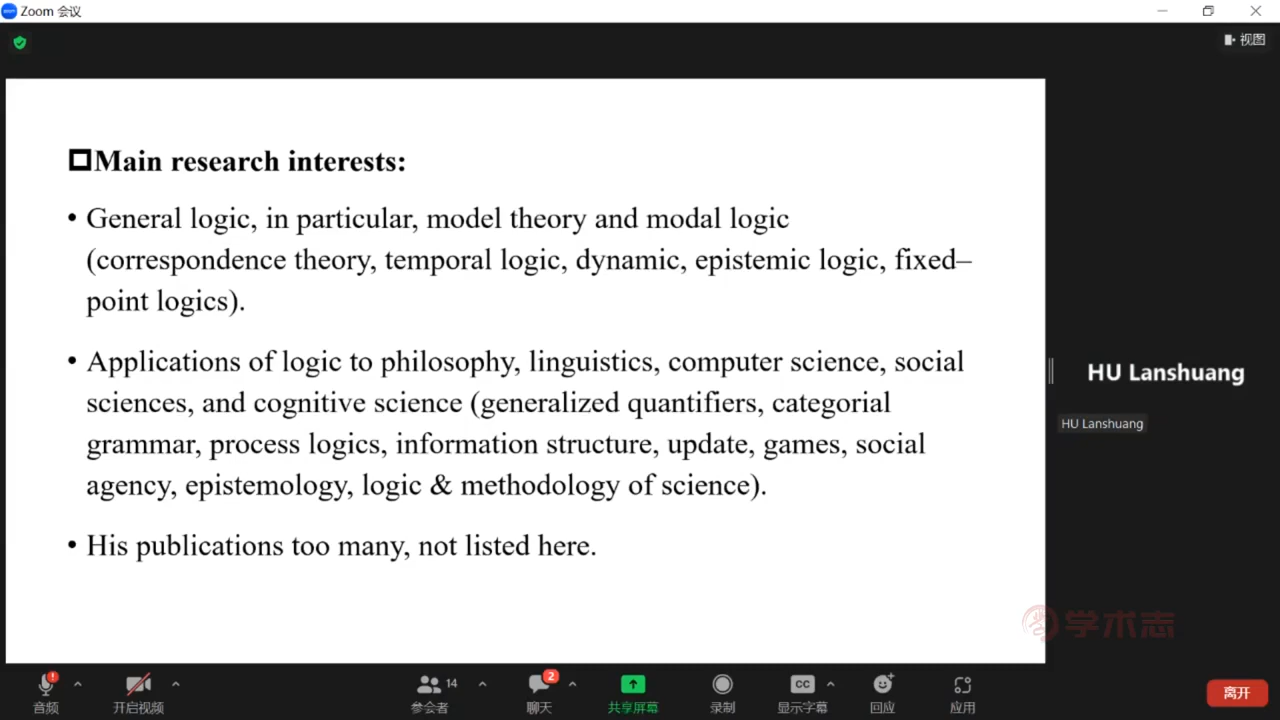 Zoom 会议
视图
Main research interests:
• General logic, in particular, model theory and modal logic
(correspondence theory, temporal logic, dynamic, epistemic logic, fixed–
point logics).
• Applications of logic to philosophy, linguistics, computer science, social
sciences, and cognitive science (generalized quantifiers, categorial
grammar, process logics, information structure, update, games, social
agency, epistemology, logic & methodology of science).
• His publications too many, not listed here.
HU Lanshuang
HU Lanshuang
学术志
14
2
CC
音频
开启视频
参会者
聊天
共享屏幕
录制
显示字幕
回应
应用
离开